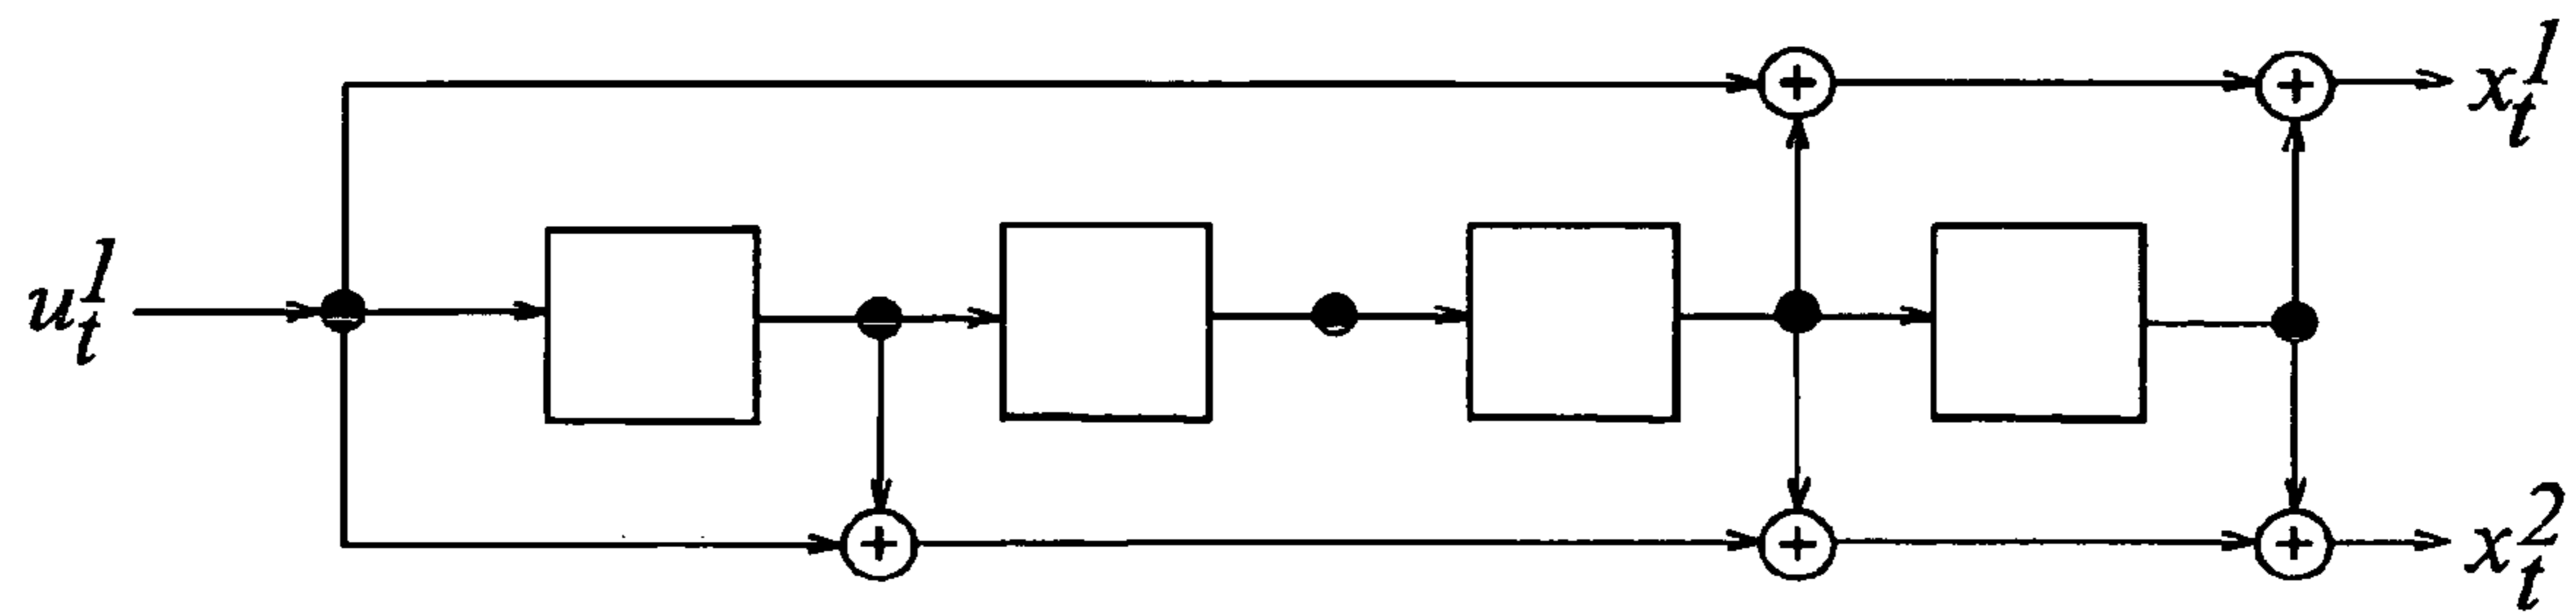 + + x_t^1
u_t^1
+ + + x_t^2